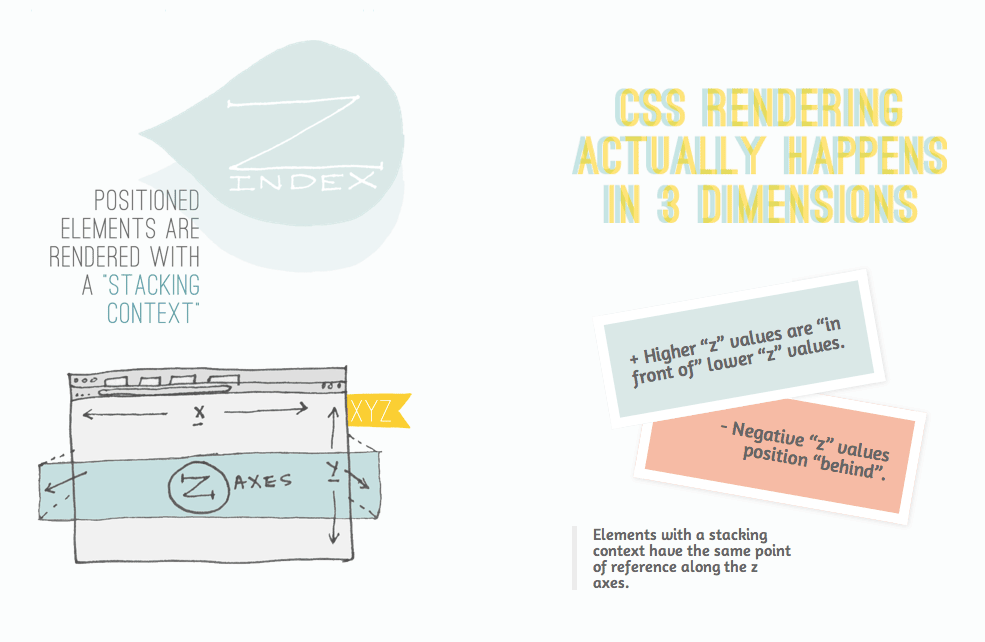 Z
INDEX
POSITIONED
ELEMENTS ARE
RENDERED WITH
A "STACKING
CONTEXT"
X
XYZ
Y
Z AXES
CSS RENDERING
ACTUALLY HAPPENS
IN 3 DIMENSIONS
+ Higher “z” values are “in
front of” lower “z” values.
- Negative “z” values
position “behind”.
Elements with a stacking
context have the same point
of reference along the z
axes.